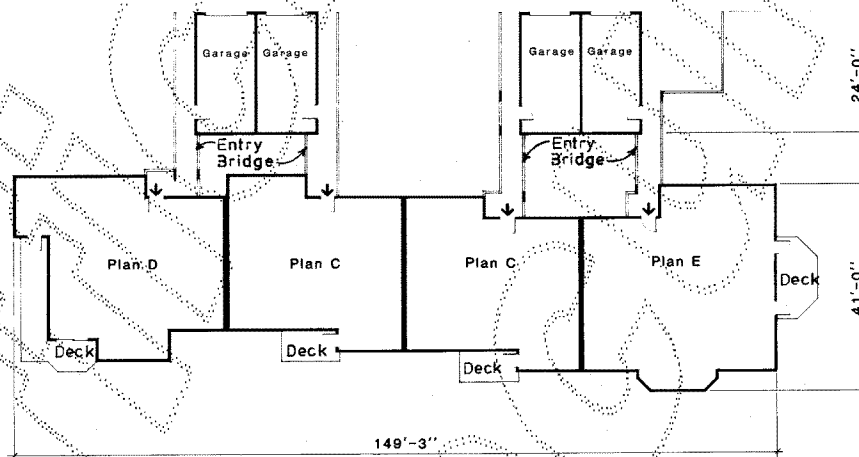 Garage
Garage
Garage
Garage
24'-0"
Entry
Bridge
Entry
Bridge
Plan D
Plan C
Plan C
Plan E
Deck
41'-0"
Deck
Deck
Deck
149'-3"